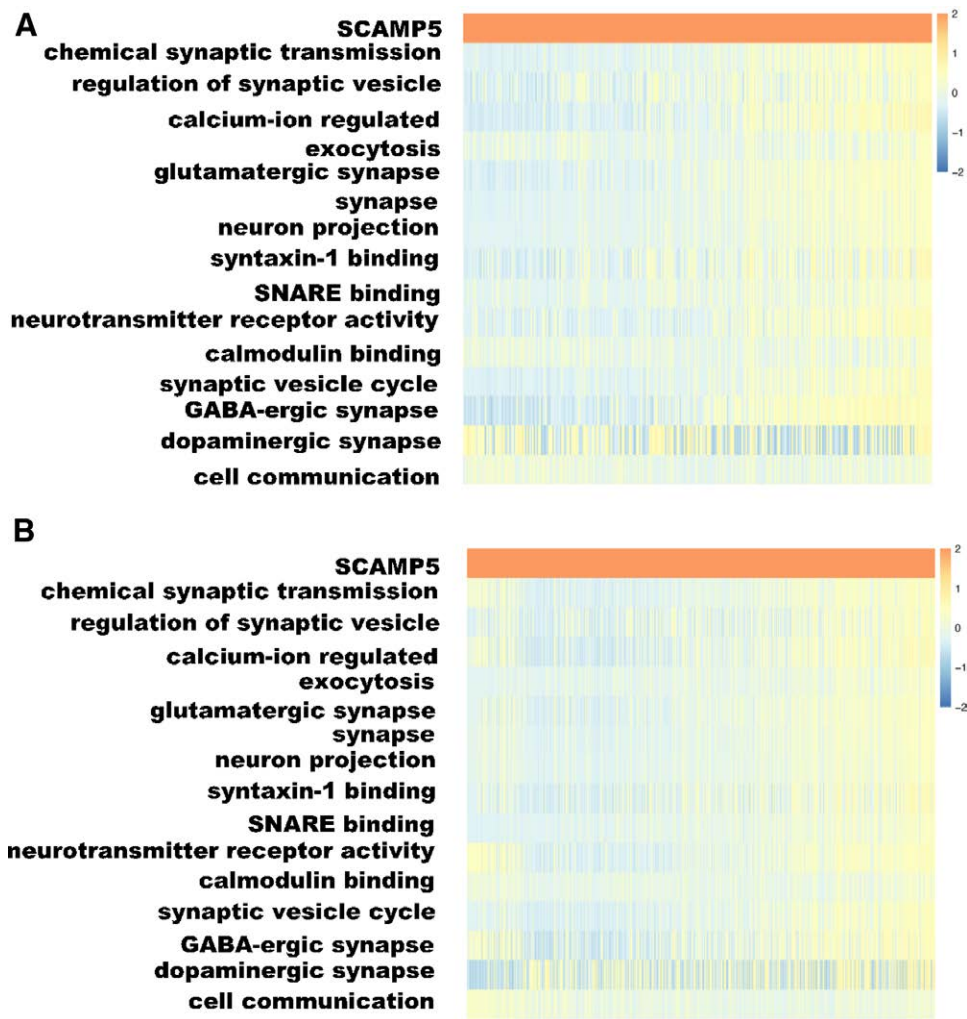 A
SCAMP5
chemical synaptic transmission
regulation of synaptic vesicle
calcium-ion regulated
exocytosis
glutamatergic synapse
synapse
neuron projection
syntaxin-1 binding
SNARE binding
neurotransmitter receptor activity
calmodulin binding
synaptic vesicle cycle
GABA-ergic synapse
dopaminergic synapse
cell communication
2
1
0
−1
−2
B
SCAMP5
chemical synaptic transmission
regulation of synaptic vesicle
calcium-ion regulated
exocytosis
glutamatergic synapse
synapse
neuron projection
syntaxin-1 binding
SNARE binding
neurotransmitter receptor activity
calmodulin binding
synaptic vesicle cycle
GABA-ergic synapse
dopaminergic synapse
cell communication
2
1
0
−1
−2